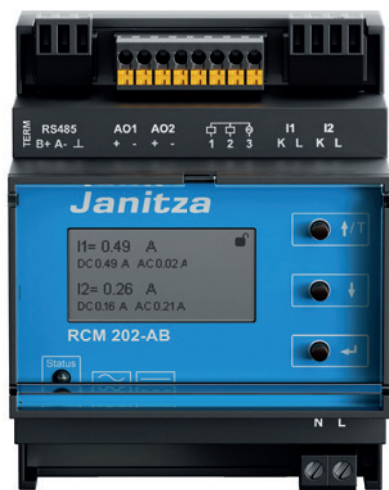 TERM RS485 AO1 AO2 I1 I2
B+ A- ⊥ + - + - 1 2 3 K L K L
Janitza
I1= 0.49 A
DC 0.49 A AC 0.02 A
↑/T
I2= 0.26 A
DC 0.16 A AC 0.21 A
↓
RCM 202-AB
↵
Status
N L